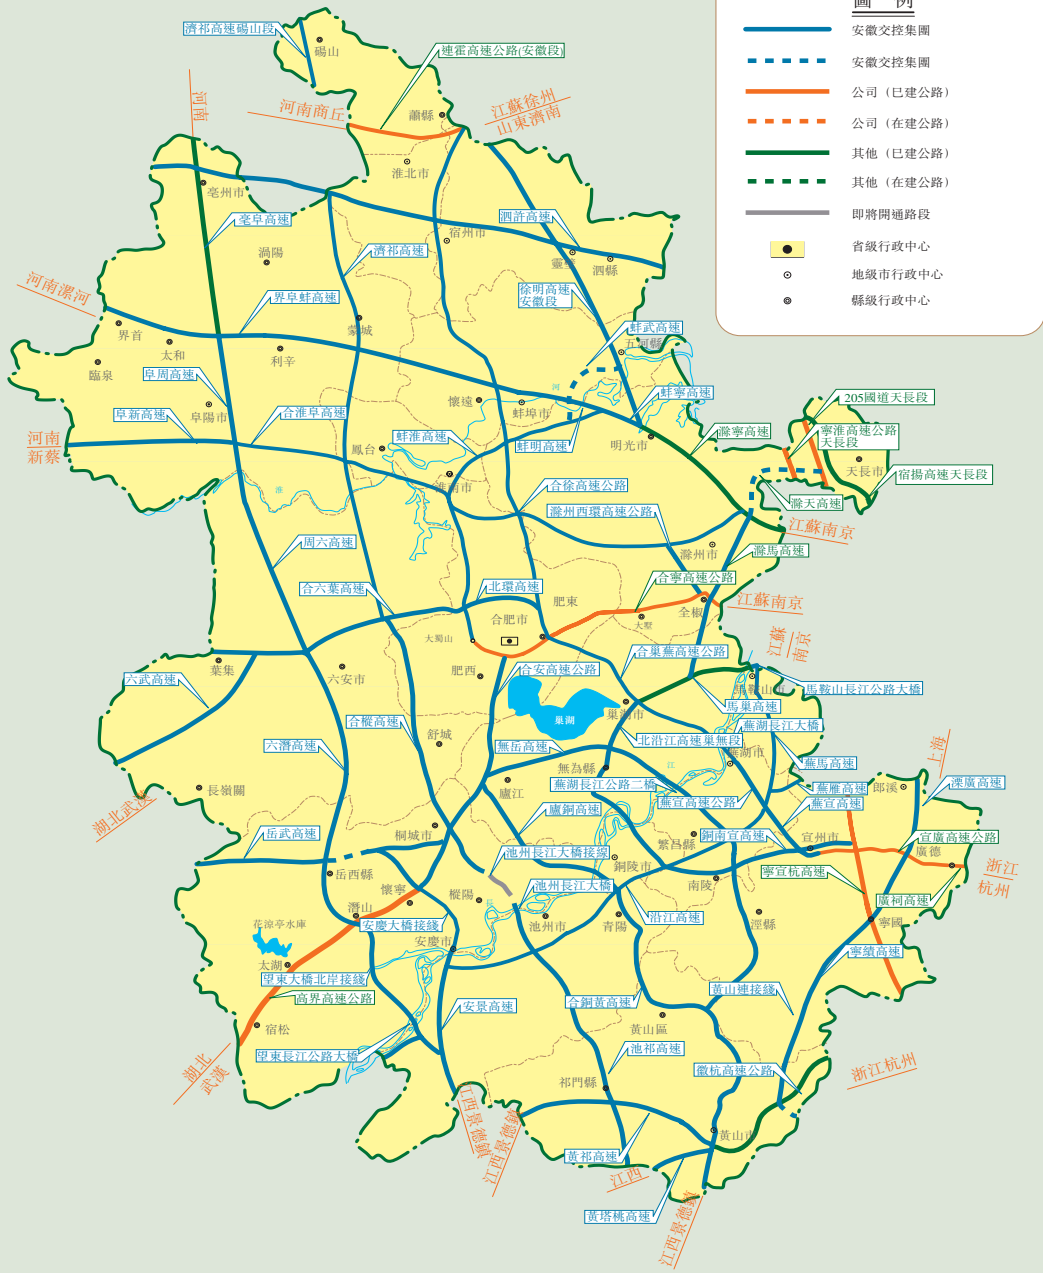 圖 例
安徽交控集團
安徽交控集團
公司（已建公路）
公司（在建公路）
其他（已建公路）
其他（在建公路）
即將開通路段
省級行政中心
地級市行政中心
縣級行政中心
濟祁高速碭山段
碭山
連霍高速公路(安徽段)
河南
河南商丘
蕭縣
江蘇徐州
山東濟南
淮北市
亳州市
亳阜高速
渦陽
濟祁高速
宿州市
泗許高速
靈璧
泗縣
河南漯河
界阜蚌高速
徐明高速
安徽段
界首
太和
臨泉
利辛
蒙城
蚌武高速
五河縣
阜周高速
阜新高速
阜陽市
合淮阜高速
懷遠
河
蚌埠市
蚌寧高速
205國道天長段
寧淮高速公路
天長段
滁寧高速
河南
新蔡
鳳台
蚌淮高速
蚌明高速
明光市
天長市
宿揚高速天長段
淮
淮南市
合徐高速公路
滁天高速
滁州西環高速公路
江蘇南京
周六高速
滁州市
滁馬高速
合六葉高速
北環高速
合寧高速公路
肥東
合肥市
大墅
全椒
江蘇南京
大蜀山
江蘇
南京
葉集
六安市
肥西
合安高速公路
合巢蕪高速公路
六武高速
馬鞍山市
馬鞍山長江公路大橋
合樅高速
巢湖
巢湖市
馬巢高速
蕪湖長江大橋
六潛高速
舒城
無岳高速
北沿江高速巢無段
蕪湖市
上海
無為縣
江
蕪馬高速
長嶺關
廬江
蕪湖長江公路二橋
蕪雁高速
郎溪
溧廣高速
湖北武漢
廬銅高速
蕪宣高速公路
蕪宣高速
岳武高速
桐城市
繁昌縣
銅南宣高速
宣州市
宣廣高速公路
池州長江大橋接線
銅陵市
廣德
浙江
杭州
岳西縣
懷寧
樅陽
池州長江大橋
南陵
寧宣杭高速
廣祠高速
潛山
安慶大橋接綫
江
池州市
青陽
沿江高速
涇縣
寧國
花涼亭水庫
安慶市
寧績高速
太湖
望東大橋北岸接綫
高界高速公路
安景高速
合銅黃高速
黃山連接綫
宿松
黃山區
望東長江公路大橋
池祁高速
湖北
武漢
徽杭高速公路
浙江杭州
祁門縣
江西景德鎮
江西景德鎮
黃山市
黃祁高速
江西
黃塔桃高速
江西景德鎮